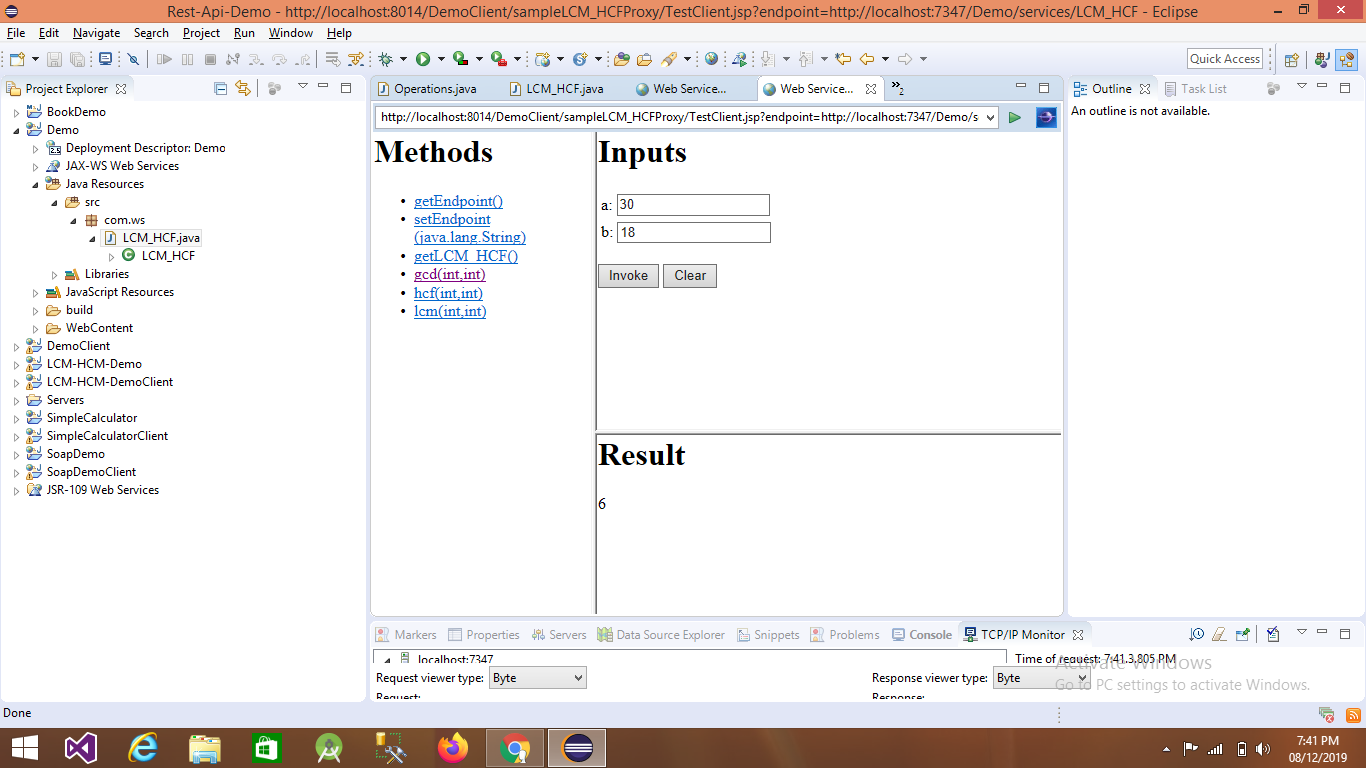 Rest-Api-Demo - http://localhost:8014/DemoClient/sampleLCM_HCFProxy/TestClient.jsp?endpoint=http://localhost:7347/Demo/services/LCM_HCF - Eclipse
File Edit Navigate Search Project Run Window Help
Quick Access
Project Explorer
BookDemo
Demo
Deployment Descriptor: Demo
JAX-WS Web Services
Java Resources
src
com.ws
LCM_HCF.java
LCM_HCF
Libraries
JavaScript Resources
build
WebContent
DemoClient
LCM-HCM-Demo
LCM-HCM-DemoClient
Servers
SimpleCalculator
SimpleCalculatorClient
SoapDemo
SoapDemoClient
JSR-109 Web Services
Operations.java LCM_HCF.java Web Service... Web Service... »2
http://localhost:8014/DemoClient/sampleLCM_HCFProxy/TestClient.jsp?endpoint=http://localhost:7347/Demo/s
Methods
getEndpoint()
setEndpoint
(java.lang.String)
getLCM_HCF()
gcd(int,int)
hcf(int,int)
lcm(int,int)
Inputs
a: 30
b: 18
Invoke Clear
Result
6
Outline Task List
An outline is not available.
Markers Properties Servers Data Source Explorer Snippets Problems Console TCP/IP Monitor
localhost:7347
Time of request: 7:41.3.805 PM
Request viewer type: Byte
Response viewer type: Byte
Request:
Response:
Activate Windows
Go to PC settings to activate Windows.
Done
7:41 PM
08/12/2019